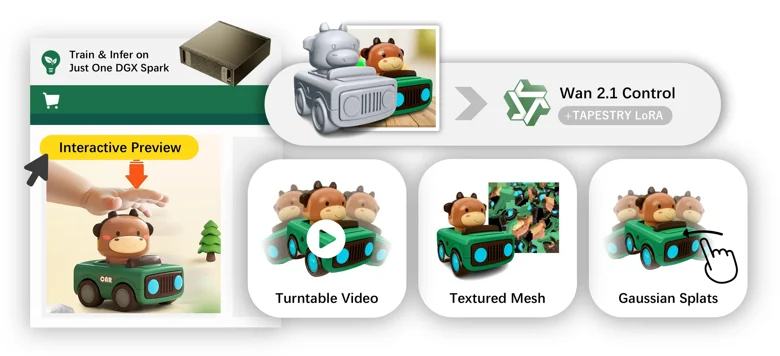 Train & Infer on
Just One DGX Spark
Interactive Preview
CAR
Wan 2.1 Control
+TAPESTRY LoRA
Turntable Video
Textured Mesh
Gaussian Splats